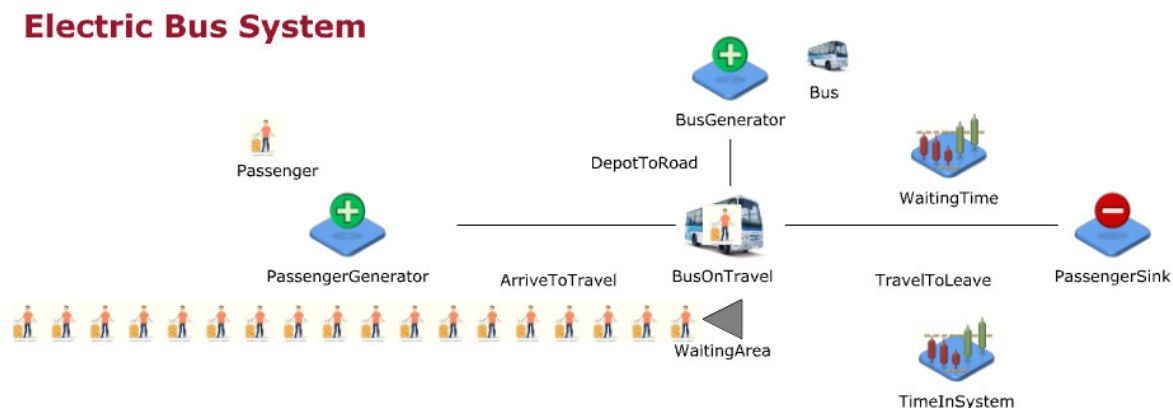 Electric Bus System
Bus
BusGenerator
Passenger
DepotToRoad
WaitingTime
PassengerGenerator
ArriveToTravel
BusOnTravel
TravelToLeave
PassengerSink
WaitingArea
TimeInSystem